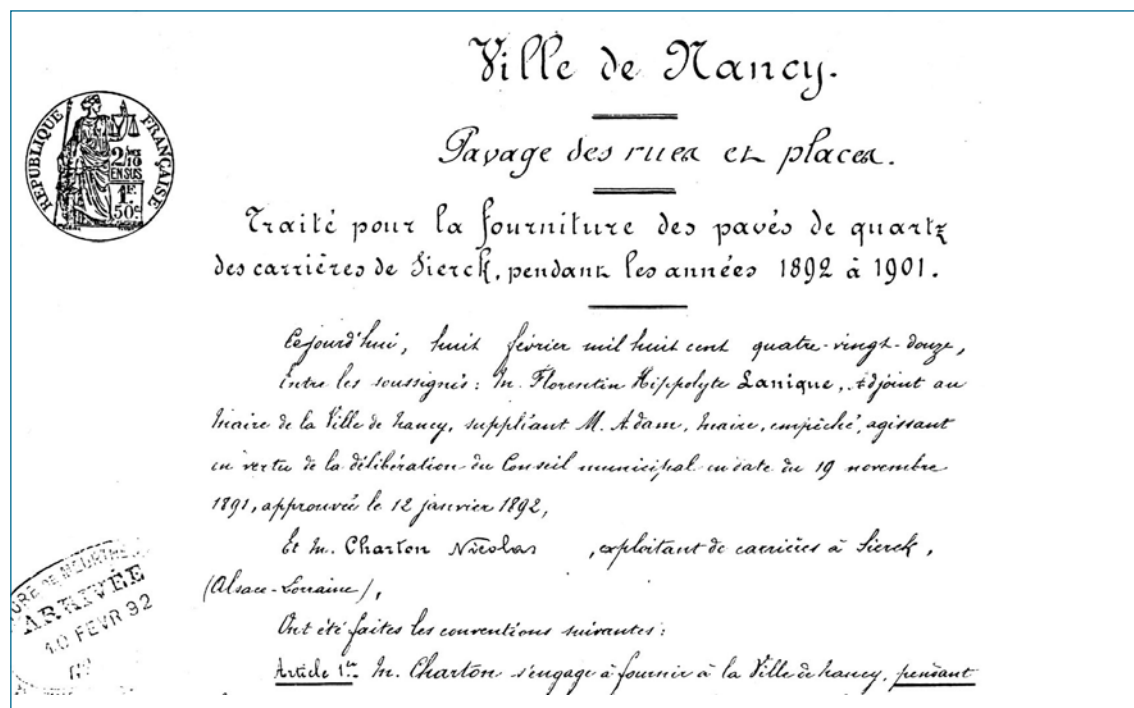 Ville de Nancy.
Pavage des rues et places.
RÉPUBLIQUE FRANÇAISE
2/10
EN SUS
1F.
50c
Traité pour la fourniture des pavés de quartz
des carrières de Sierck, pendant les années 1892 à 1901.
Cejourd'hui, huit février mil huit cent quatre-vingt-douze,
Entre les soussignés: M. Florentin Hippolyte Lanique, Adjoint au
Maire de la Ville de Nancy, suppléant M. Adam, Maire, empêché, agissant
en vertu de la délibération du Conseil municipal en date du 19 novembre
1891, approuvée le 12 janvier 1892,
Et M. Charton Nicolas , exploitant de carrières à Sierck,
(Alsace-Lorraine),
ARRIVÉE
10 FEVR 92
Ont été faites les conventions suivantes:
Article 1er. M. Charton s'engage à fournir à la Ville de Nancy, pendant